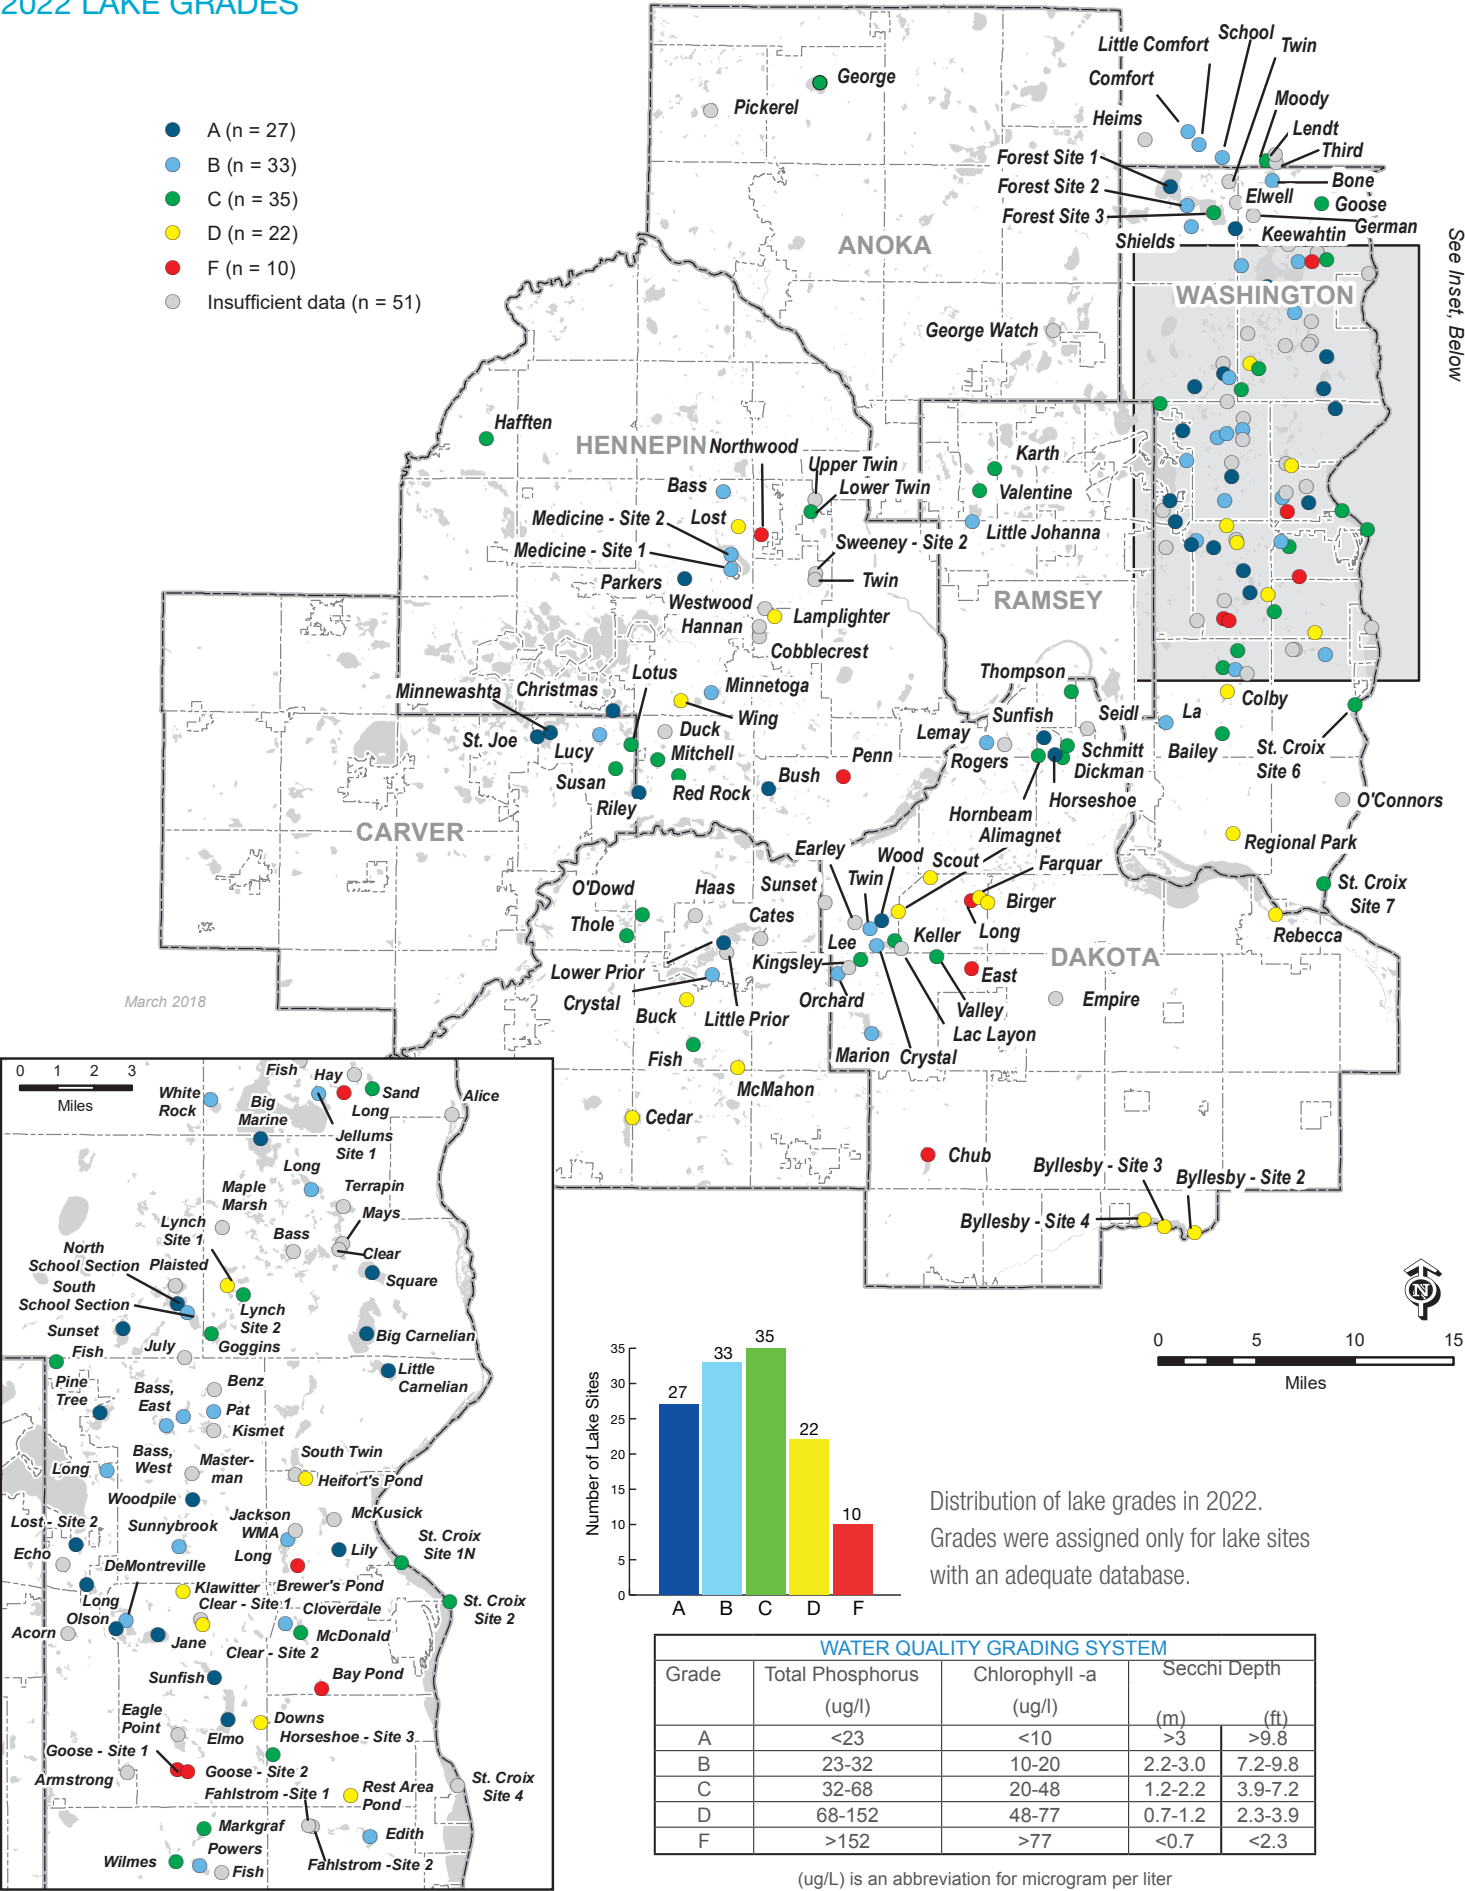 2022 LAKE GRADES
A (n = 27)
B (n = 33)
C (n = 35)
D (n = 22)
F (n = 10)
Insufficient data (n = 51)
George
Pickerel
School
Little Comfort
Twin
Comfort
Moody
Heims
Lendt
Third
Forest Site 1
Bone
Forest Site 2
Elwell
Goose
Forest Site 3
German
Shields
Keewahtin
ANOKA
See Inset, Below
WASHINGTON
George Watch
Hafften
HENNEPIN
Northwood
Upper Twin
Karth
Bass
Lower Twin
Valentine
Medicine - Site 2
Lost
Little Johanna
Medicine - Site 1
Sweeney - Site 2
Parkers
Twin
Westwood
RAMSEY
Hannan
Lamplighter
Cobblecrest
Lotus
Thompson
Minnewashta
Christmas
Minnetoga
Colby
Wing
Sunfish
Seidl
La
St. Joe
Lucy
Duck
Lemay
Mitchell
Rogers
Schmitt
Bailey
St. Croix
Site 6
Susan
Penn
Dickman
Riley
Red Rock
Bush
Horseshoe
O'Connors
CARVER
Hornbeam
Alimagnet
Regional Park
Earley
Wood
Scout
Farquar
Twin
O'Dowd
Haas
Sunset
St. Croix
Site 7
Birger
Thole
Cates
Long
Rebecca
Lee
Keller
Kingsley
DAKOTA
Lower Prior
East
Crystal
Orchard
Empire
Buck
Little Prior
Valley
Lac Layon
March 2018
Fish
Marion
Crystal
McMahon
Cedar
Chub
Byllesby - Site 3
Byllesby - Site 2
Byllesby - Site 4
N
0 5 10 15
Miles
0 1 2 3
Miles
Fish
Hay
White
Rock
Sand
Big
Marine
Long
Alice
Jellums
Site 1
Long
Maple
Marsh
Terrapin
Lynch
Site 1
Mays
Bass
North
School Section
Plaisted
Clear
South
School Section
Square
Lynch
Site 2
Sunset
July
Goggins
Big Carnelian
Fish
Little
Carnelian
Pine
Tree
Bass,
East
Benz
Pat
Kismet
Bass,
West
Long
Master-
man
South Twin
Heifort's Pond
Woodpile
Lost - Site 2
Sunnybrook
Jackson
WMA
McKusick
St. Croix
Site 1N
Echo
Long
Lily
DeMontreville
Brewer's Pond
Klawitter
Long
Clear - Site 1
Cloverdale
St. Croix
Site 2
Olson
Acorn
Jane
McDonald
Clear - Site 2
Sunfish
Bay Pond
Eagle
Point
Downs
Elmo
Horseshoe - Site 3
Goose - Site 1
Armstrong
Goose - Site 2
Fahlstrom -Site 1
Rest Area
Pond
St. Croix
Site 4
Markgraf
Edith
Powers
Wilmes
Fish
Fahlstrom -Site 2
Number of Lake Sites
35
30
25
20
15
10
5
0
27
33
35
22
10
A B C D F
Distribution of lake grades in 2022.
Grades were assigned only for lake sites
with an adequate database.
WATER QUALITY GRADING SYSTEM
Grade Total Phosphorus Chlorophyll -a Secchi Depth
(ug/l) (ug/l) (m) (ft)
A <23 <10 >3 >9.8
B 23-32 10-20 2.2-3.0 7.2-9.8
C 32-68 20-48 1.2-2.2 3.9-7.2
D 68-152 48-77 0.7-1.2 2.3-3.9
F >152 >77 <0.7 <2.3
(ug/L) is an abbreviation for microgram per liter